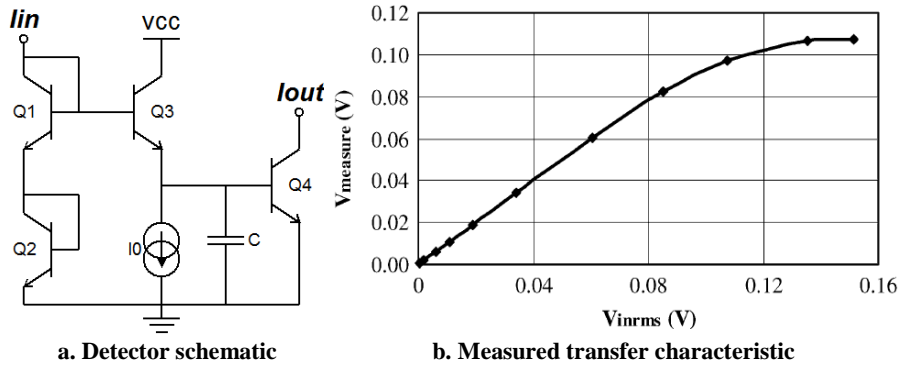 Iin
VCC
Q1
Q3
Iout
Q4
Q2
I0
C
a. Detector schematic
Vmeasure (V)
0.12
0.10
0.08
0.06
0.04
0.02
0.00
0
0.04
0.08
0.12
0.16
Vinrms (V)
b. Measured transfer characteristic